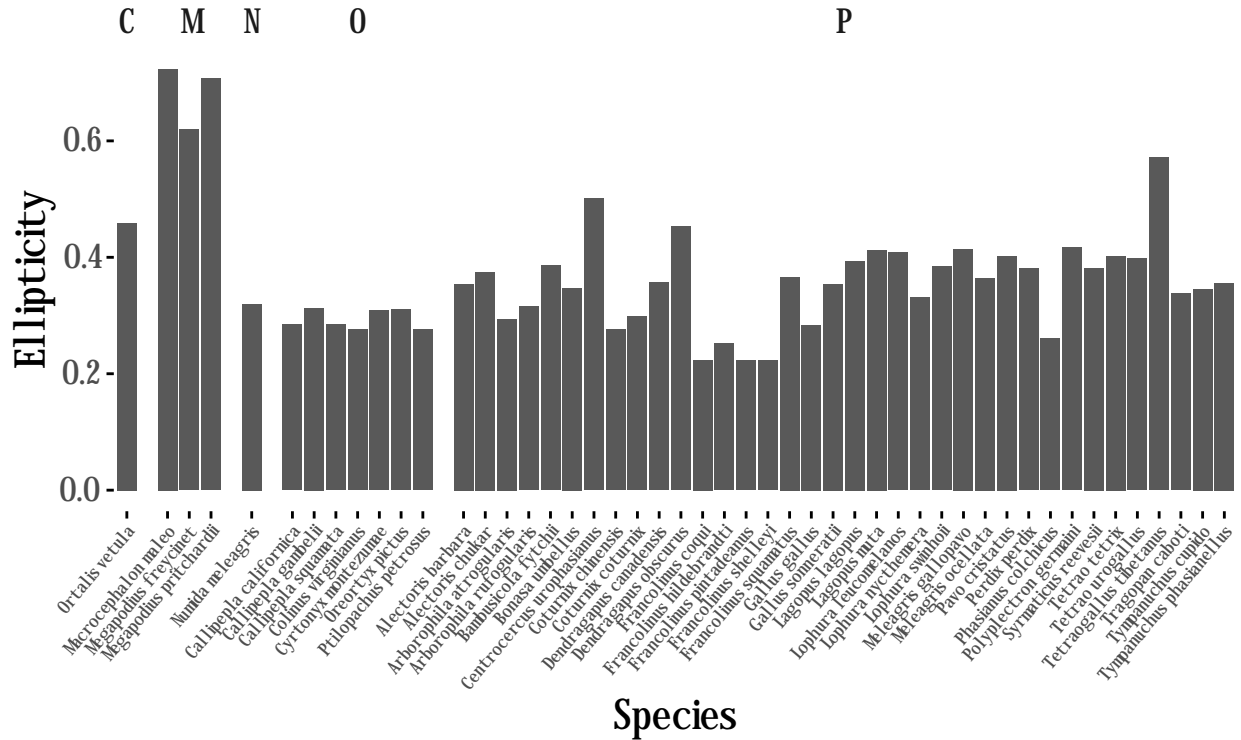 C M N O P
Ellipticity
0.6
0.4
0.2
0.0
Ortalis vetula
Macrocephalon maleo
Megapodius freycinet
Megapodius pritchardii
Numida meleagris
Callipepla californica
Callipepla gambelii
Callipepla squamata
Colinus virginianus
Cyrtonyx montezumae
Oreortyx pictus
Ptilopachus petrosus
Alectoris barbara
Alectoris chukar
Arborophila atrogularis
Arborophila rufogularis
Bambusicola fytchii
Bonasa umbellus
Centrocercus urophasianus
Coturnix chinensis
Coturnix coturnix
Dendragapus canadensis
Dendragapus obscurus
Francolinus coqui
Francolinus hildebrandti
Francolinus pintadeanus
Francolinus shelleyi
Francolinus squamatus
Gallus gallus
Gallus sonneratii
Lagopus lagopus
Lagopus muta
Lophura leucomelanos
Lophura nycthemera
Lophura swinhoii
Meleagris gallopavo
Meleagris ocellata
Pavo cristatus
Perdix perdix
Phasianus colchicus
Polyplectron germaini
Syrmaticus reevesii
Tetrao tetrix
Tetrao urogallus
Tetraogallus tibetanus
Tragopan caboti
Tympanuchus cupido
Tympanuchus phasianellus
Species